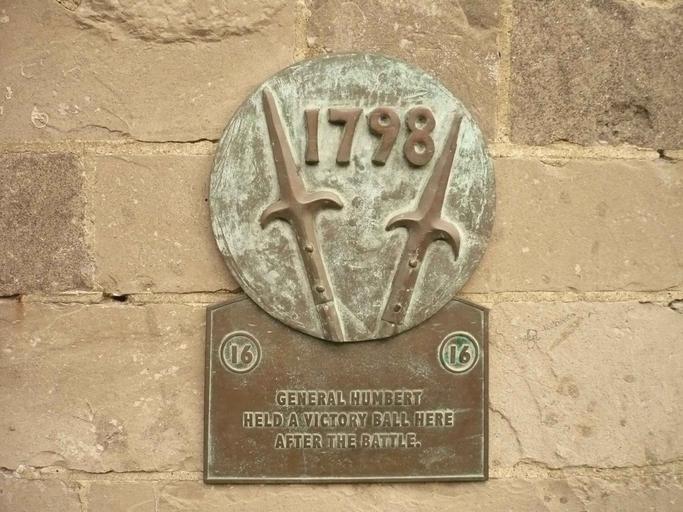 1798
16 16
GENERAL HUMBERT
HELD A VICTORY BALL HERE
AFTER THE BATTLE.